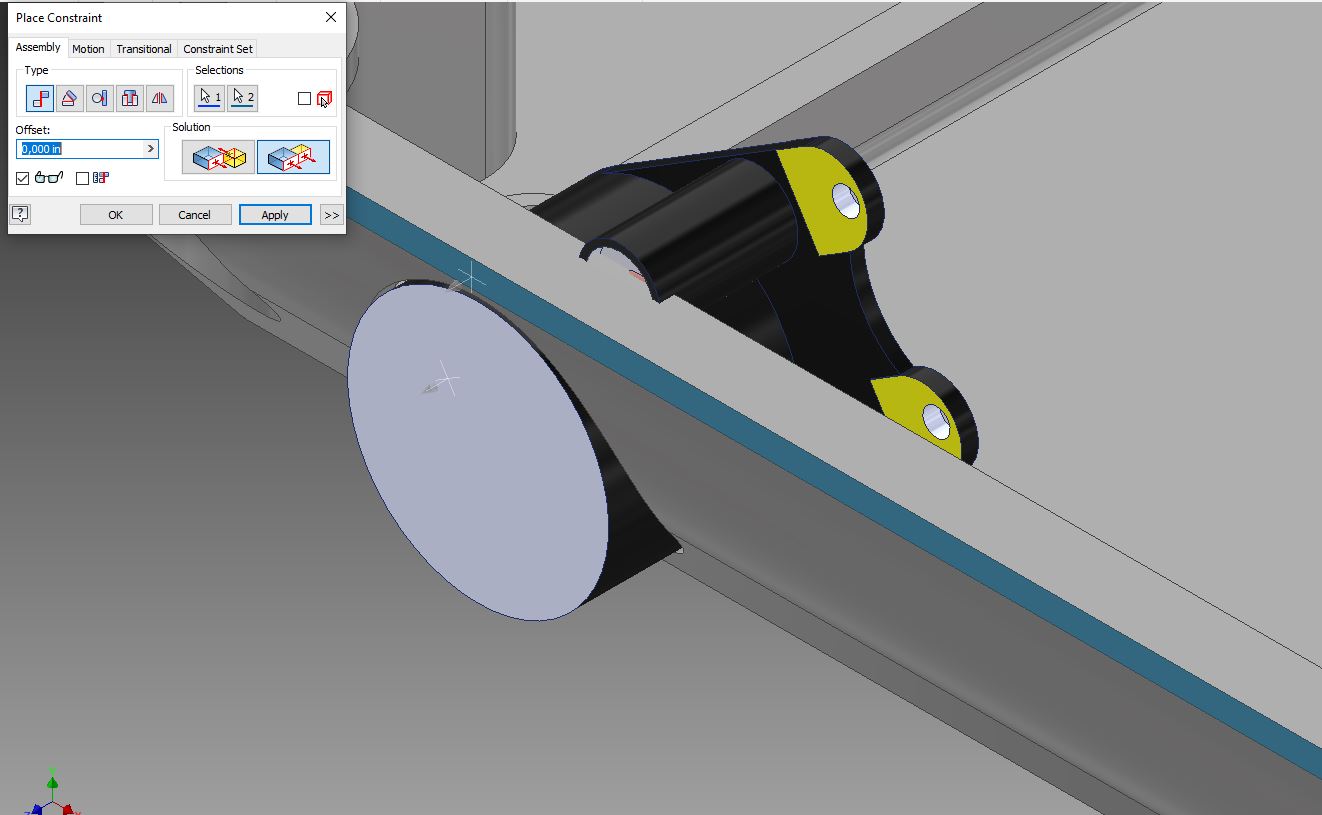 Place Constraint
Assembly Motion Transitional Constraint Set
Type Selections
1 2
Offset: Solution
0,000 in >
? OK Cancel Apply >>